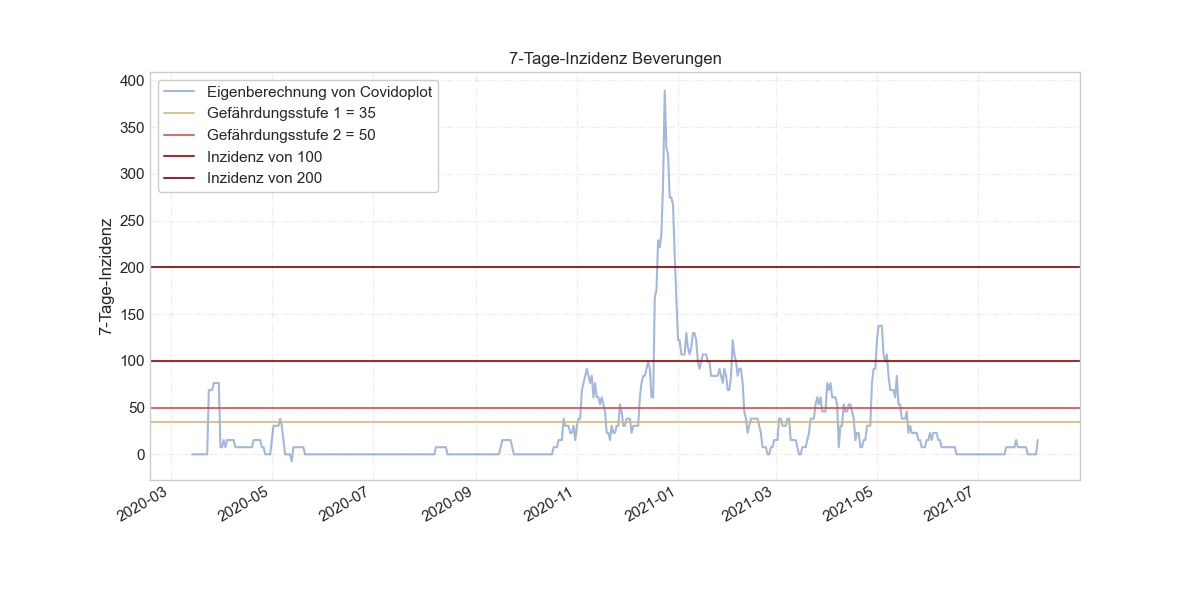 7-Tage-Inzidenz Beverungen
400
350
300
250
200
150
100
50
0
7-Tage-Inzidenz
Eigenberechnung von Covidoplot
Gefährdungsstufe 1 = 35
Gefährdungsstufe 2 = 50
Inzidenz von 100
Inzidenz von 200
2020-03
2020-05
2020-07
2020-09
2020-11
2021-01
2021-03
2021-05
2021-07